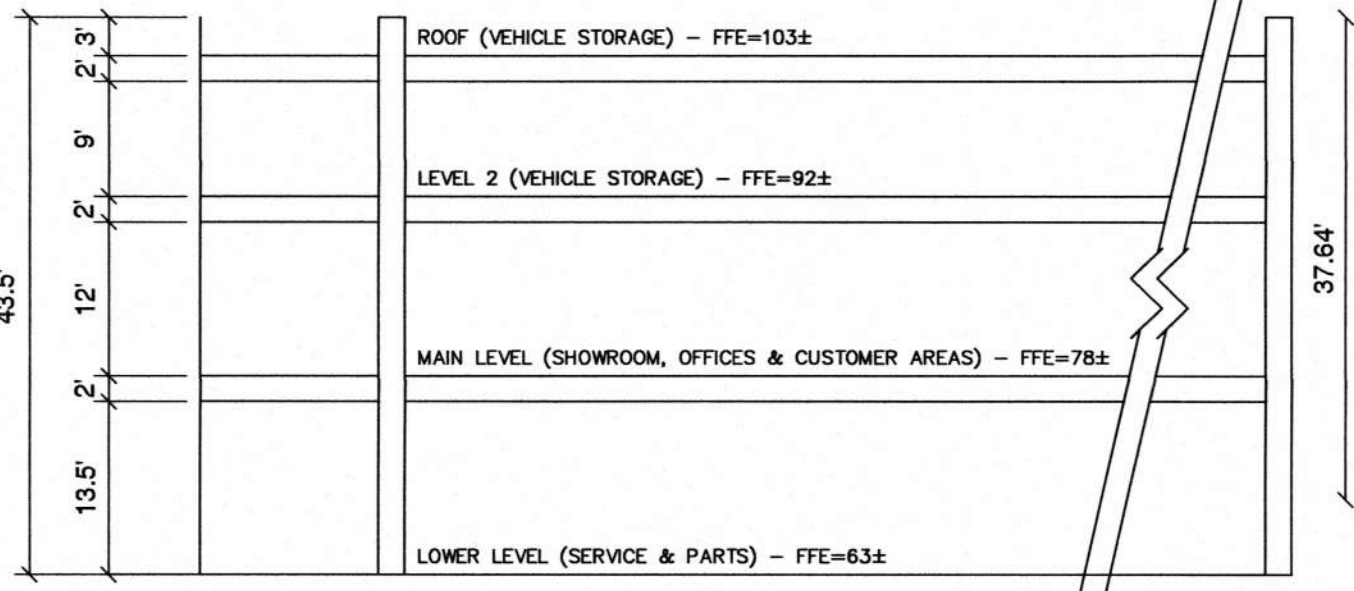 3'
ROOF (VEHICLE STORAGE) – FFE=103±
2'
9'
LEVEL 2 (VEHICLE STORAGE) – FFE=92±
2'
43.5'
12'
37.64'
MAIN LEVEL (SHOWROOM, OFFICES & CUSTOMER AREAS) – FFE=78±
2'
13.5'
LOWER LEVEL (SERVICE & PARTS) – FFE=63±